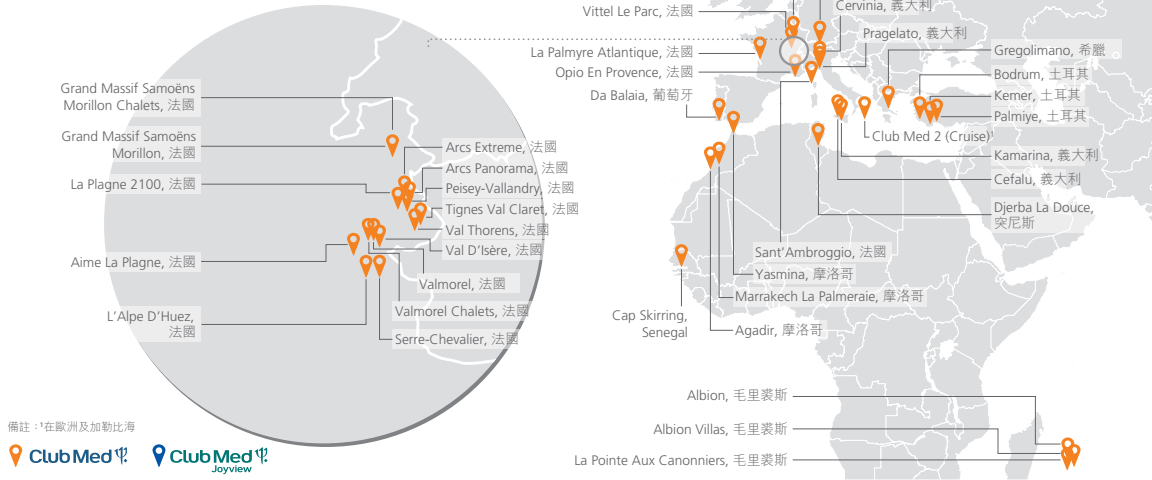 Grand Massif Samoëns
Morillon Chalets, 法國
Grand Massif Samoëns
Morillon, 法國
La Plagne 2100, 法國
Aime La Plagne, 法國
L'Alpe D'Huez,
法國
Arcs Extreme, 法國
Arcs Panorama, 法國
Peisey-Vallandry, 法國
Tignes Val Claret, 法國
Val Thorens, 法國
Val D'Isère, 法國
Valmorel, 法國
Valmorel Chalets, 法國
Serre-Chevalier, 法國
Vittel Le Parc, 法國
La Palmyre Atlantique, 法國
Opio En Provence, 法國
Da Balaia, 葡萄牙
Cervinia, 義大利
Pragelato, 義大利
Gregolimano, 希臘
Bodrum, 土耳其
Kemer, 土耳其
Palmiye, 土耳其
Club Med 2 (Cruise)¹
Kamarina, 義大利
Cefalu, 義大利
Djerba La Douce,
突尼斯
Sant'Ambroggio, 法國
Yasmina, 摩洛哥
Marrakech La Palmeraie, 摩洛哥
Agadir, 摩洛哥
Cap Skirring,
Senegal
Albion, 毛里裘斯
Albion Villas, 毛里裘斯
La Pointe Aux Canonniers, 毛里裘斯
備註：¹在歐洲及加勒比海
Club Med
Club Med
Joyview